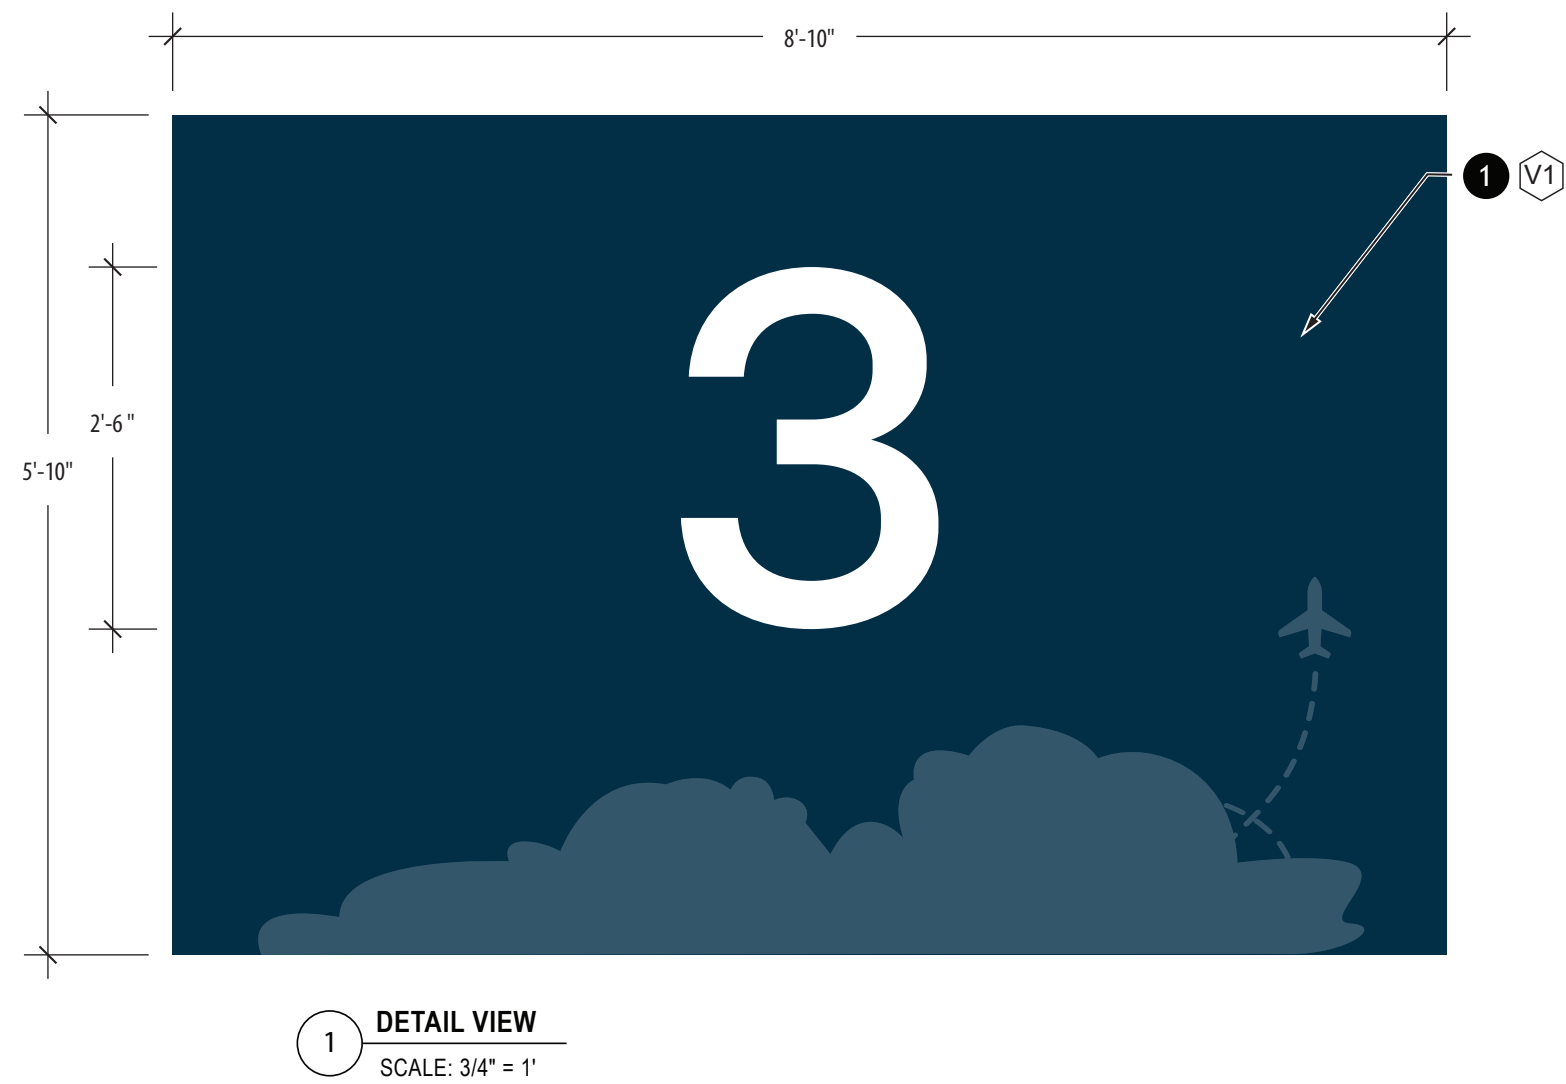 8'-10"
1 V1
2'-6"
5'-10"
3
1 DETAIL VIEW
SCALE: 3/4" = 1'